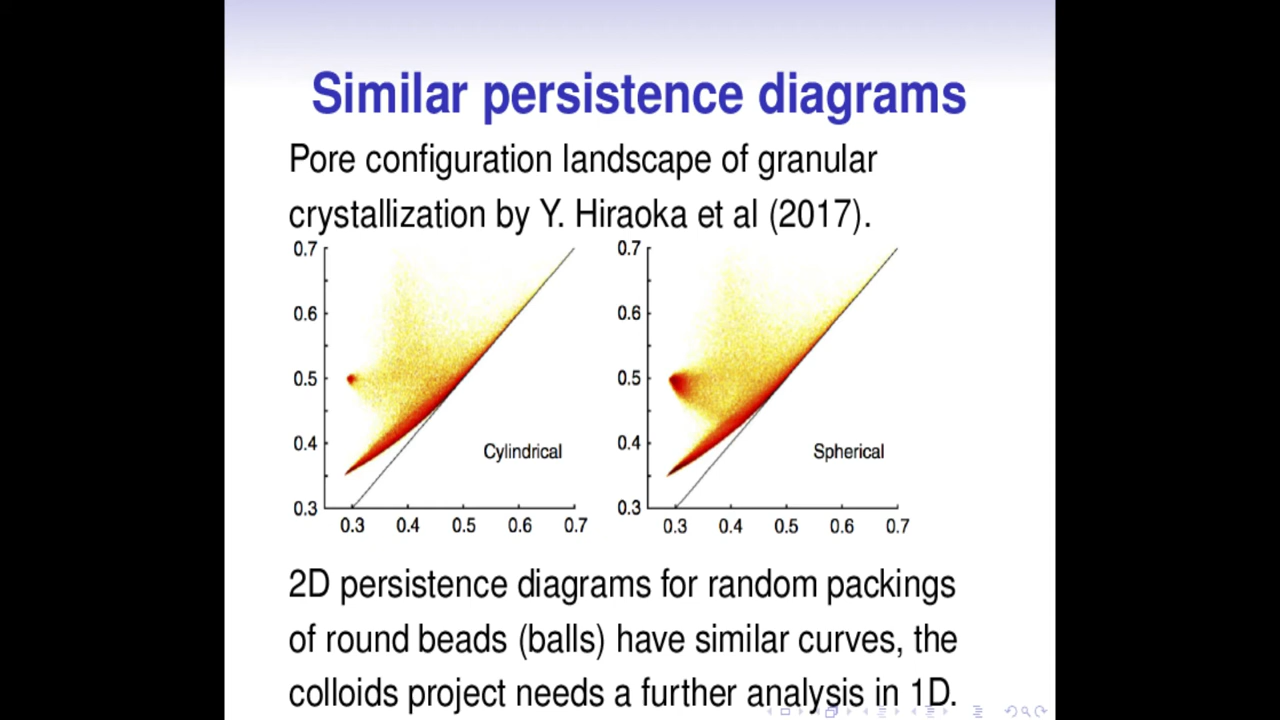 Similar persistence diagrams
Pore configuration landscape of granular
crystallization by Y. Hiraoka et al (2017).
0.7
0.6
0.5
0.4
0.3
0.3 0.4 0.5 0.6 0.7
Cylindrical
0.7
0.6
0.5
0.4
0.3
0.3 0.4 0.5 0.6 0.7
Spherical
2D persistence diagrams for random packings
of round beads (balls) have similar curves, the
colloids project needs a further analysis in 1D.